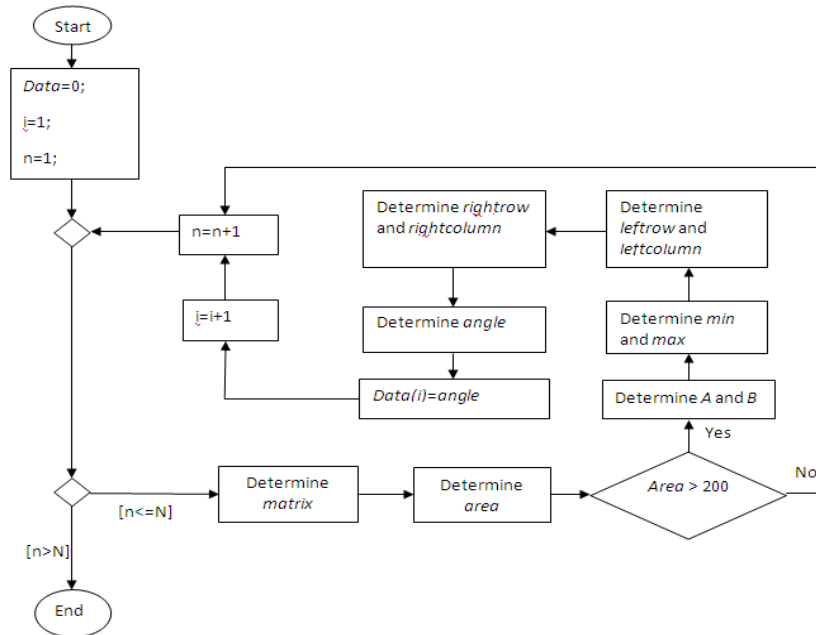 Start
Data=0;
i=1;
n=1;
n=n+1
i=i+1
Determine rightrow
and rightcolumn
Determine angle
Data(i)=angle
Determine
leftrow and
leftcolumn
Determine min
and max
Determine A and B
Yes
No
Area > 200
Determine
area
Determine
matrix
[n<=N]
[n>N]
End